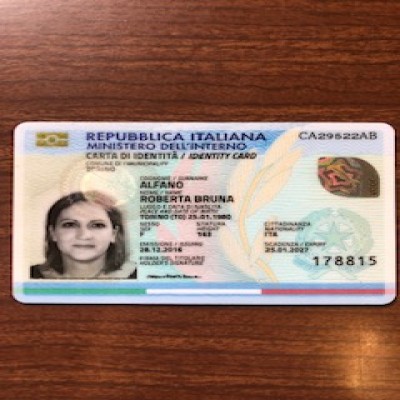 REPUBBLICA ITALIANA CA29622AB
MINISTERO DELL'INTERNO
CARTA DI IDENTITÀ / IDENTITY CARD
COMUNE DI / MUNICIPALITY
COGNOME / SURNAME
ALFANO
NOME / NAME
ROBERTA BRUNA
LUOGO E DATA DI NASCITA
PLACE AND DATE OF BIRTH
TORINO (TO) 25.01.1980
SESSO STATURA CITTADINANZA
SEX HEIGHT NATIONALITY
F 163 ITA
EMISSIONE / ISSUING SCADENZA / EXPIRY
28.12.2016 25.01.2027
FIRMA DEL TITOLARE
HOLDER'S SIGNATURE
178815